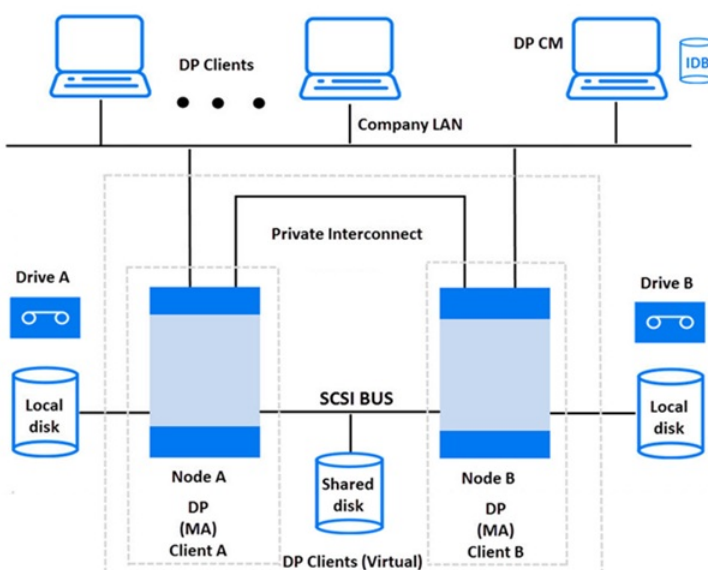 DP CM
IDB
DP Clients
Company LAN
Private Interconnect
Drive A
Drive B
Local
disk
SCSI BUS
Local
disk
Node A
Shared
disk
Node B
DP
(MA)
Client A
DP
(MA)
Client B
DP Clients (Virtual)